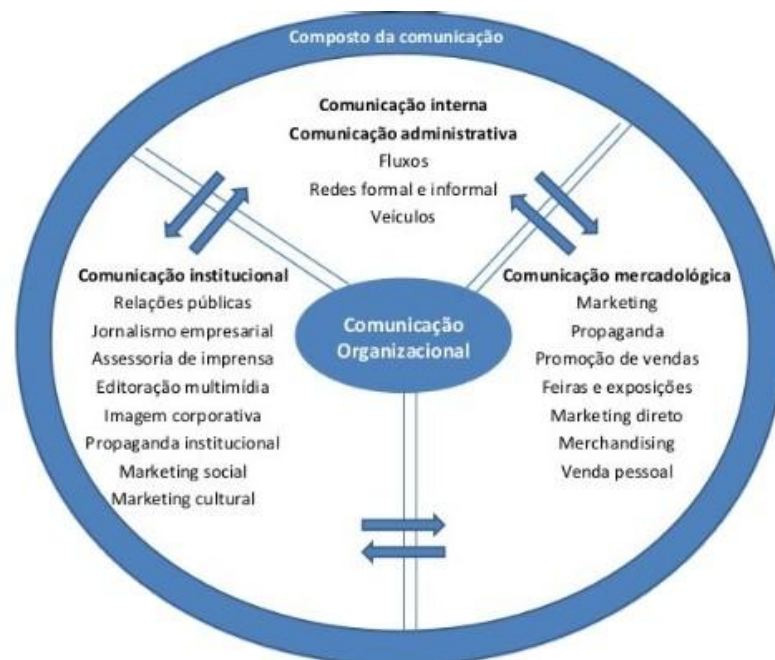 Composto da comunicação
Comunicação interna
Comunicação administrativa
Fluxos
Redes formal e informal
Veículos
Comunicação institucional
Relações públicas
Jornalismo empresarial
Assessoria de imprensa
Editoração multimídia
Imagem corporativa
Propaganda institucional
Marketing social
Marketing cultural
Comunicação
Organizacional
Comunicação mercadológica
Marketing
Propaganda
Promoção de vendas
Feiras e exposições
Marketing direto
Merchandising
Venda pessoal